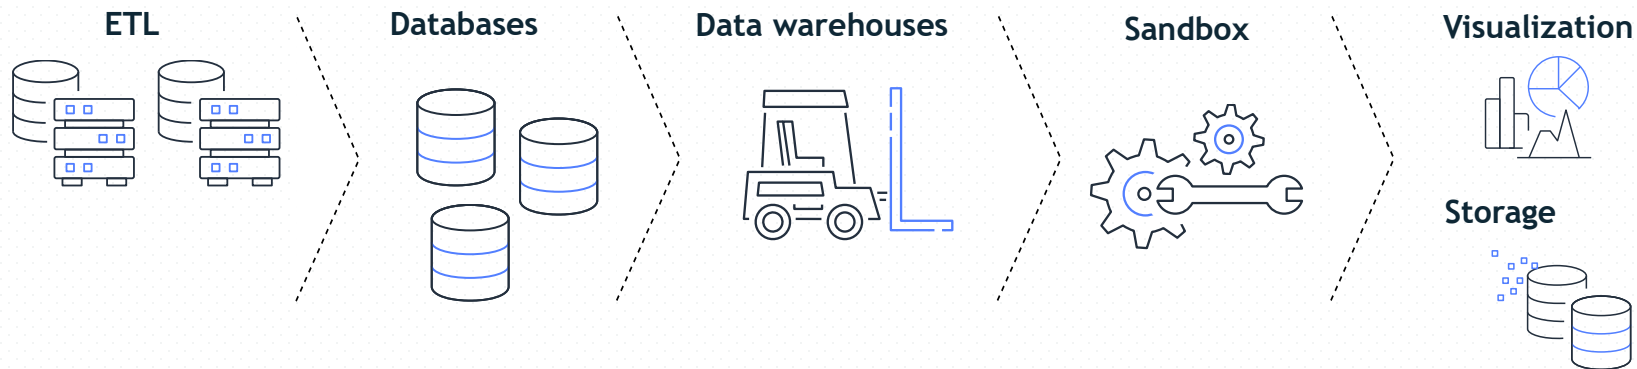 ETL
Databases
Data warehouses
Sandbox
Visualization
Storage